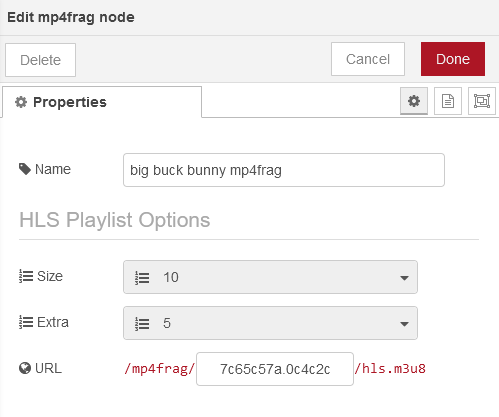 Edit mp4frag node
Delete
Cancel
Done
Properties
Name
big buck bunny mp4frag
HLS Playlist Options
Size
10
Extra
5
URL
/mp4frag/ 7c65c57a.0c4c2c /hls.m3u8